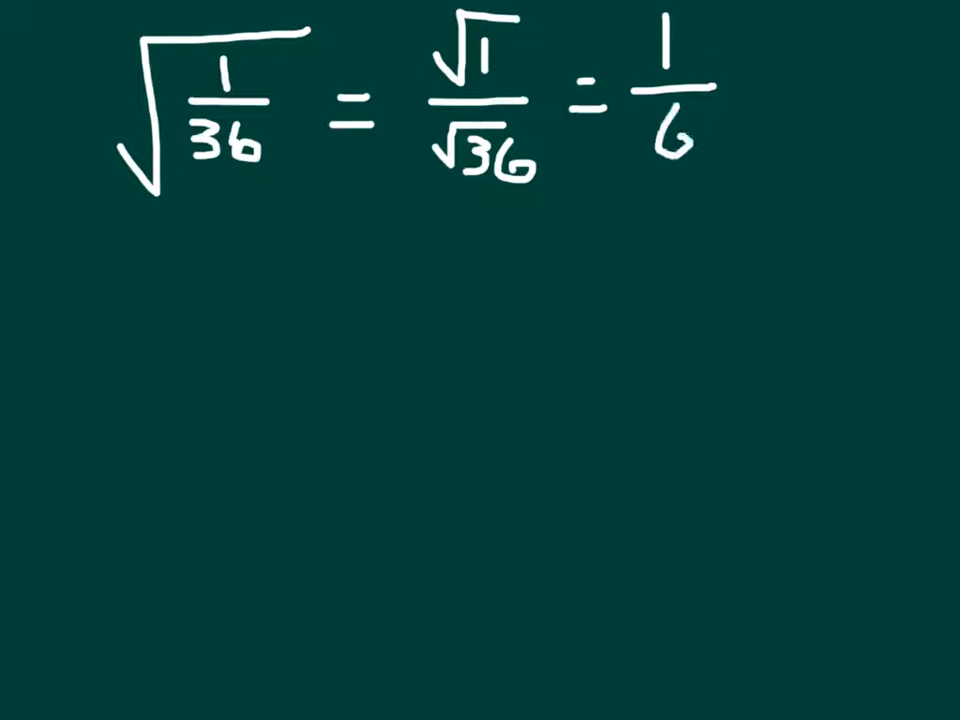 √(1/36) = √1/√36 = 1/6